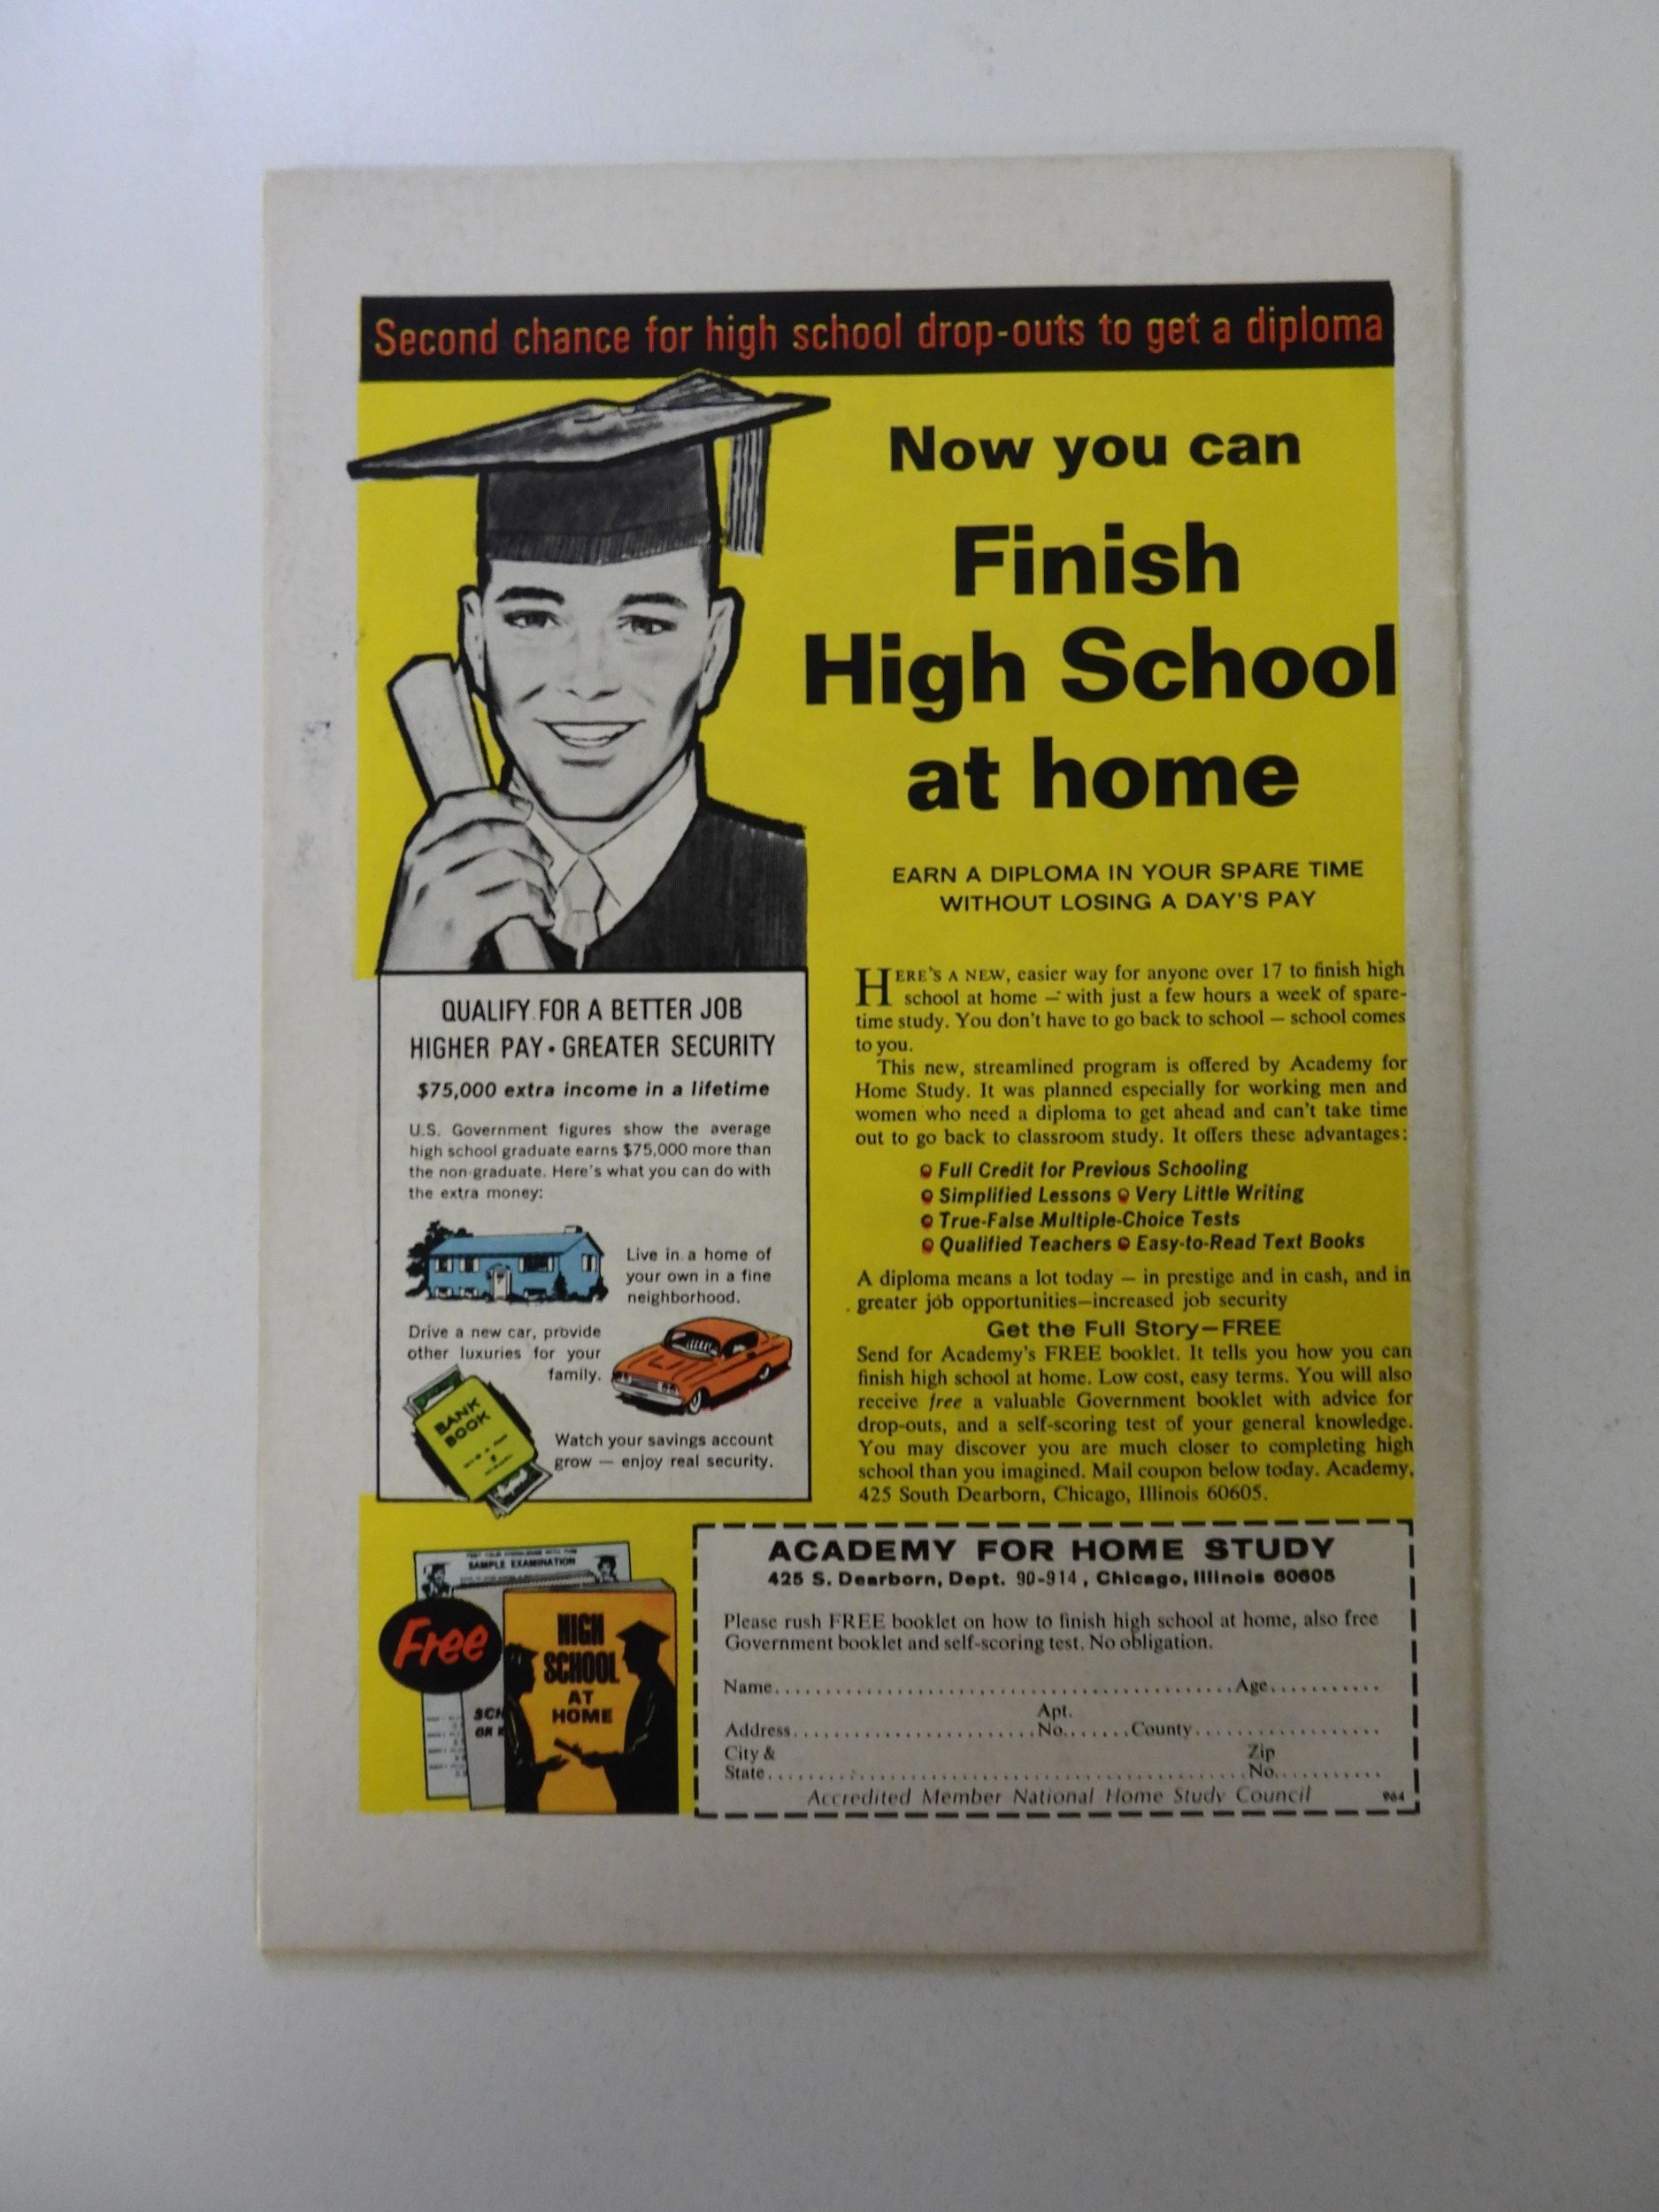 Second chance for high school drop-outs to get a diploma
Now you can
Finish
High School
at home
EARN A DIPLOMA IN YOUR SPARE TIME
WITHOUT LOSING A DAY'S PAY
QUALIFY FOR A BETTER JOB
HIGHER PAY • GREATER SECURITY
$75,000 extra income in a lifetime
U.S. Government figures show the average
high school graduate earns $75,000 more than
the non-graduate. Here's what you can do with
the extra money:
Live in a home of
your own in a fine
neighborhood.
Drive a new car, provide
other luxuries for your
family.
BANK
BOOK
Watch your savings account
grow — enjoy real security.
HERE'S A NEW, easier way for anyone over 17 to finish high
school at home — with just a few hours a week of spare-
time study. You don't have to go back to school — school comes
to you.
This new, streamlined program is offered by Academy for
Home Study. It was planned especially for working men and
women who need a diploma to get ahead and can't take time
out to go back to classroom study. It offers these advantages:
Full Credit for Previous Schooling
Simplified Lessons Very Little Writing
True-False Multiple-Choice Tests
Qualified Teachers Easy-to-Read Text Books
A diploma means a lot today — in prestige and in cash, and in
greater job opportunities—increased job security
Get the Full Story—FREE
Send for Academy's FREE booklet. It tells you how you can
finish high school at home. Low cost, easy terms. You will also
receive free a valuable Government booklet with advice for
drop-outs, and a self-scoring test of your general knowledge.
You may discover you are much closer to completing high
school than you imagined. Mail coupon below today. Academy,
425 South Dearborn, Chicago, Illinois 60605.
SAMPLE EXAMINATION
Free
HIGH
SCHOOL
AT
HOME
SCH
OR
ACADEMY FOR HOME STUDY
425 S. Dearborn, Dept. 90-914, Chicago, Illinois 60605
Please rush FREE booklet on how to finish high school at home, also free
Government booklet and self-scoring test. No obligation.
Name Age
Apt.
Address No. County
City & Zip
State No.
Accredited Member National Home Study Council 964